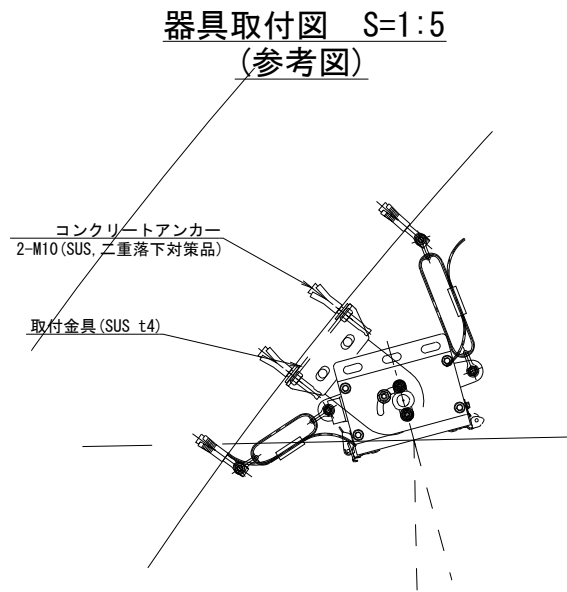 器具取付図 S=1:5
(参考図)
コンクリートアンカー
2-M10(SUS,二重落下対策品)
取付金具(SUS t4)